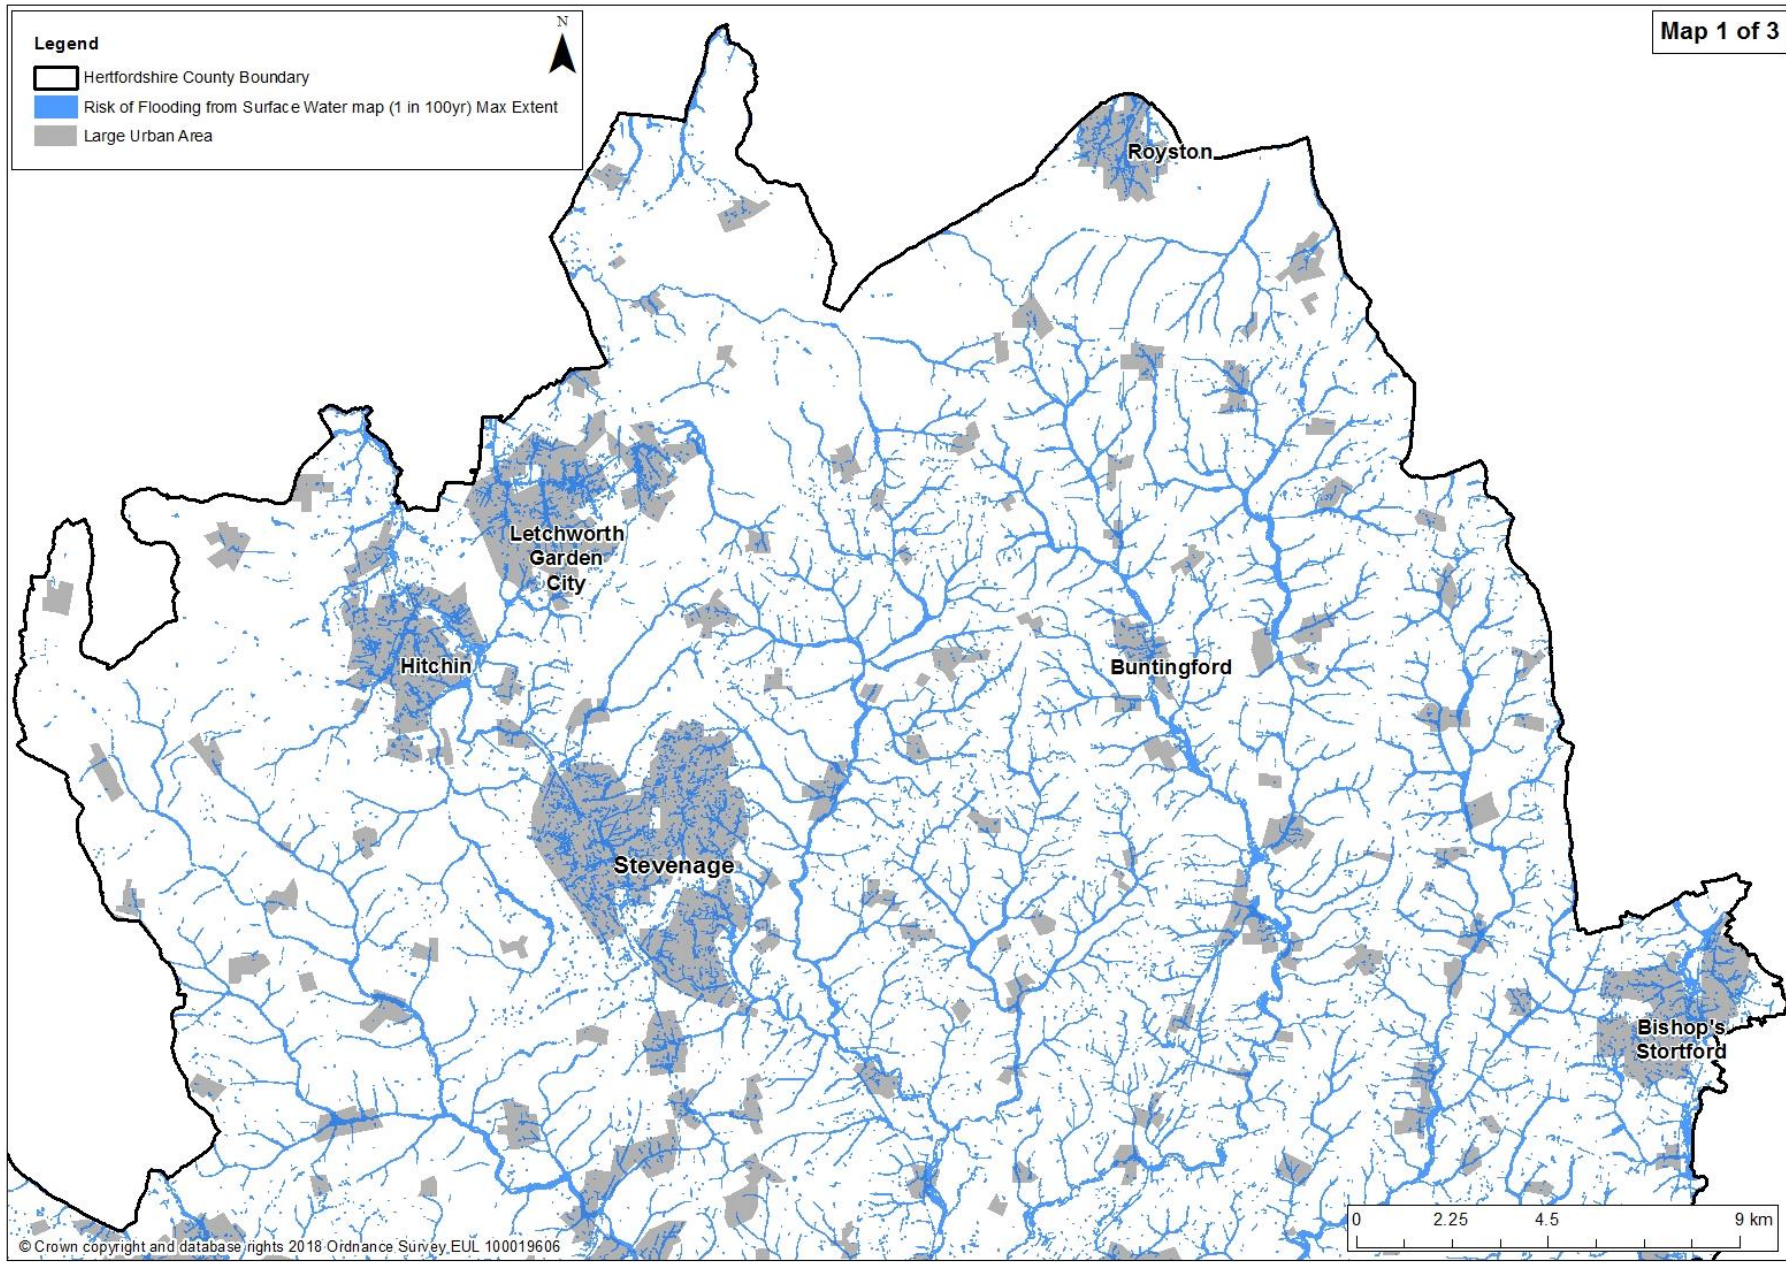 Map 1 of 3
Legend
N
Hertfordshire County Boundary
Risk of Flooding from Surface Water map (1 in 100yr) Max Extent
Large Urban Area
Royston
Letchworth
Garden
City
Hitchin
Buntingford
Stevenage
Bishop's
Stortford
0 2.25 4.5 9 km
© Crown copyright and database rights 2018 Ordnance Survey EUL 100019606